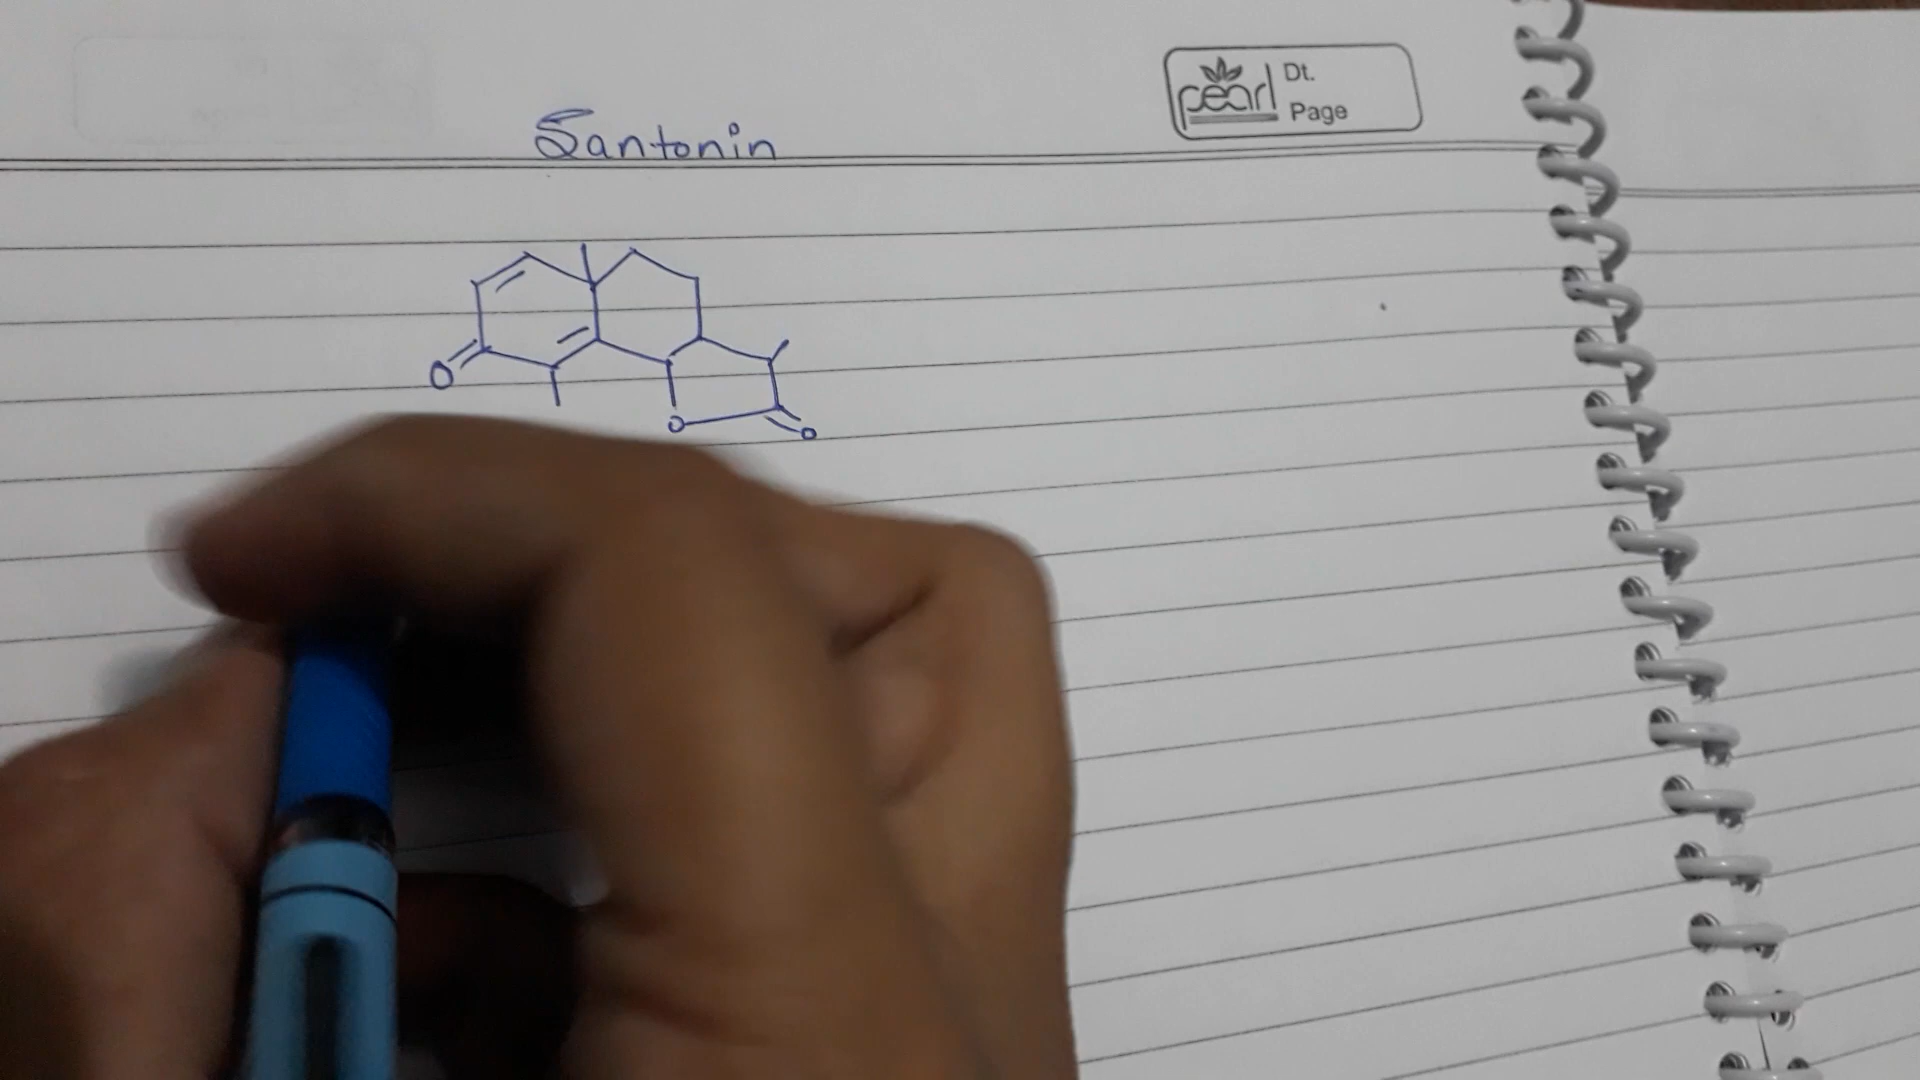 Santonin
pearl
Dt.
Page
O
O
O